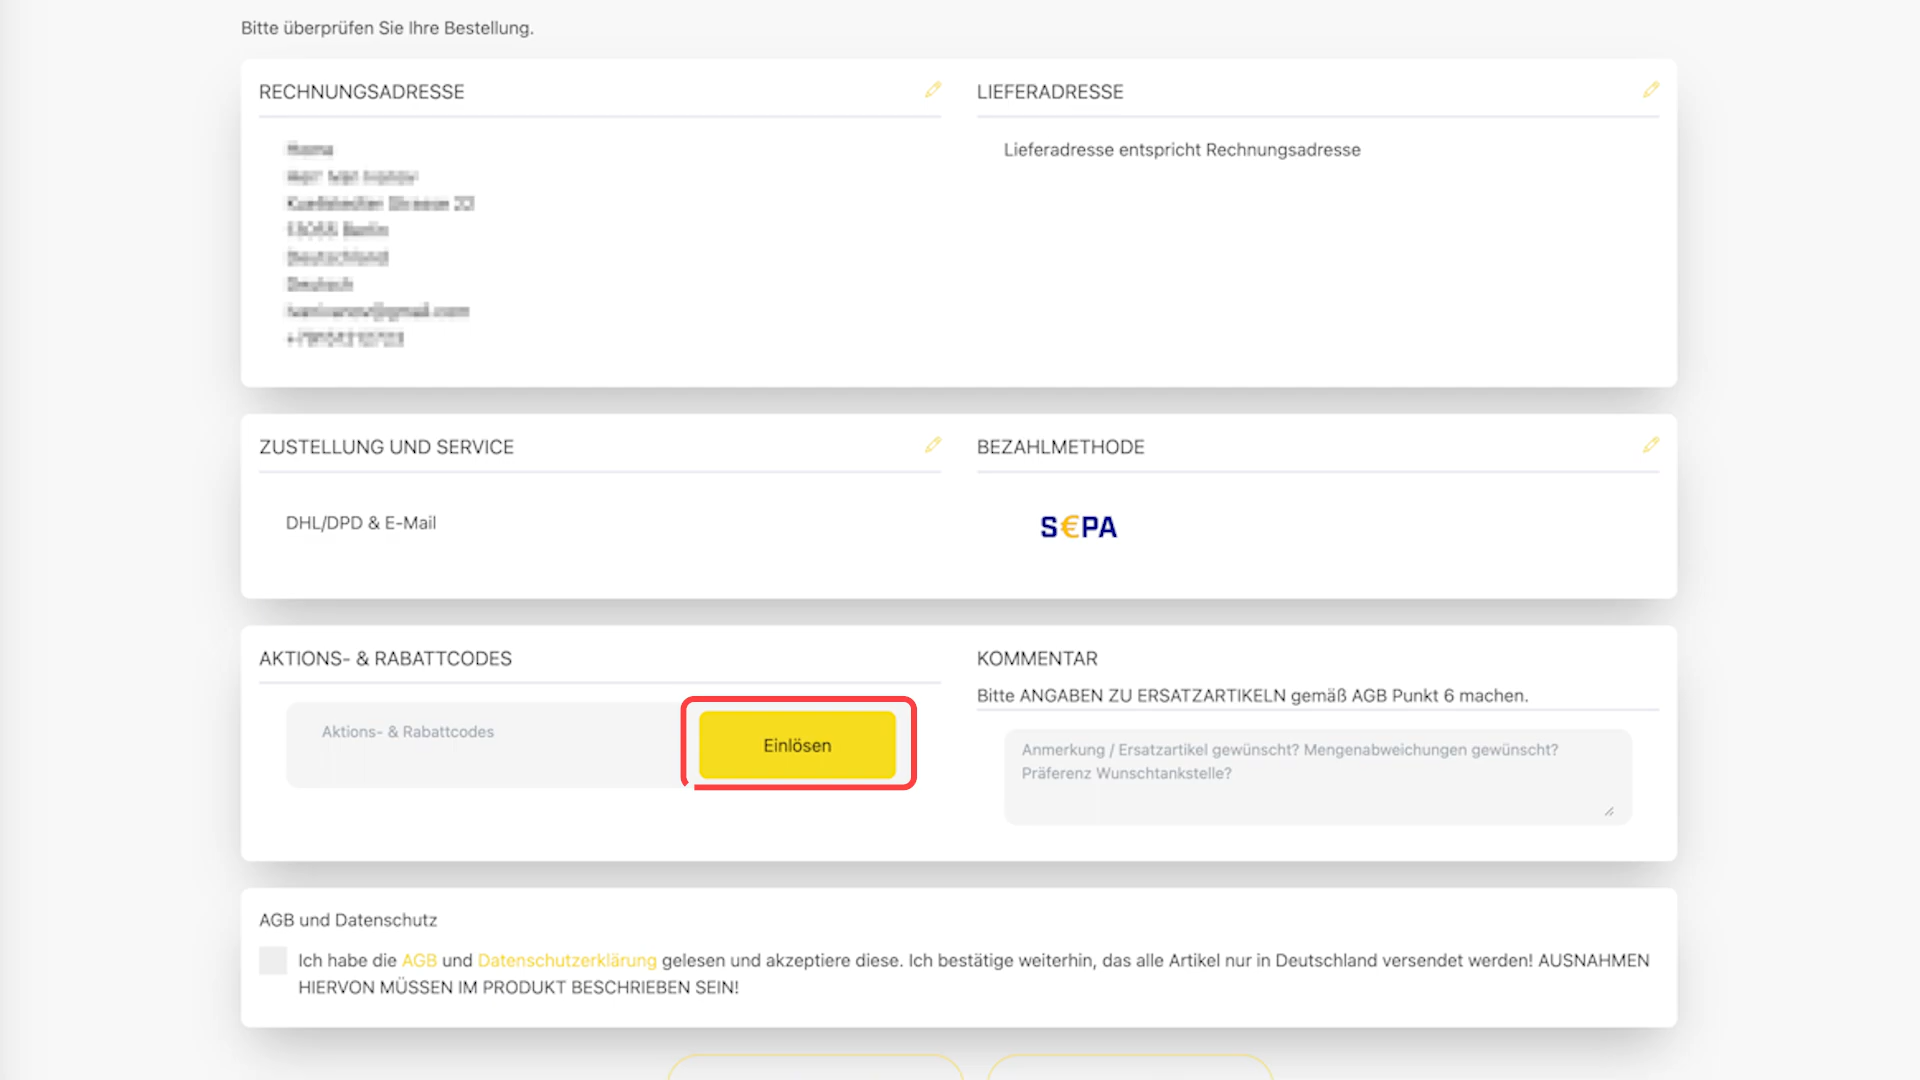 Bitte überprüfen Sie Ihre Bestellung.
RECHNUNGSADRESSE
LIEFERADRESSE
Lieferadresse entspricht Rechnungsadresse
ZUSTELLUNG UND SERVICE
BEZAHLMETHODE
DHL/DPD & E-Mail
S€PA
AKTIONS- & RABATTCODES
Aktions- & Rabattcodes
Einlösen
KOMMENTAR
Bitte ANGABEN ZU ERSATZARTIKELN gemäß AGB Punkt 6 machen.
Anmerkung / Ersatzartikel gewünscht? Mengenabweichungen gewünscht?
Präferenz Wunschtankstelle?
AGB und Datenschutz
Ich habe die AGB und Datenschutzerklärung gelesen und akzeptiere diese. Ich bestätige weiterhin, das alle Artikel nur in Deutschland versendet werden! AUSNAHMEN
HIERVON MÜSSEN IM PRODUKT BESCHRIEBEN SEIN!